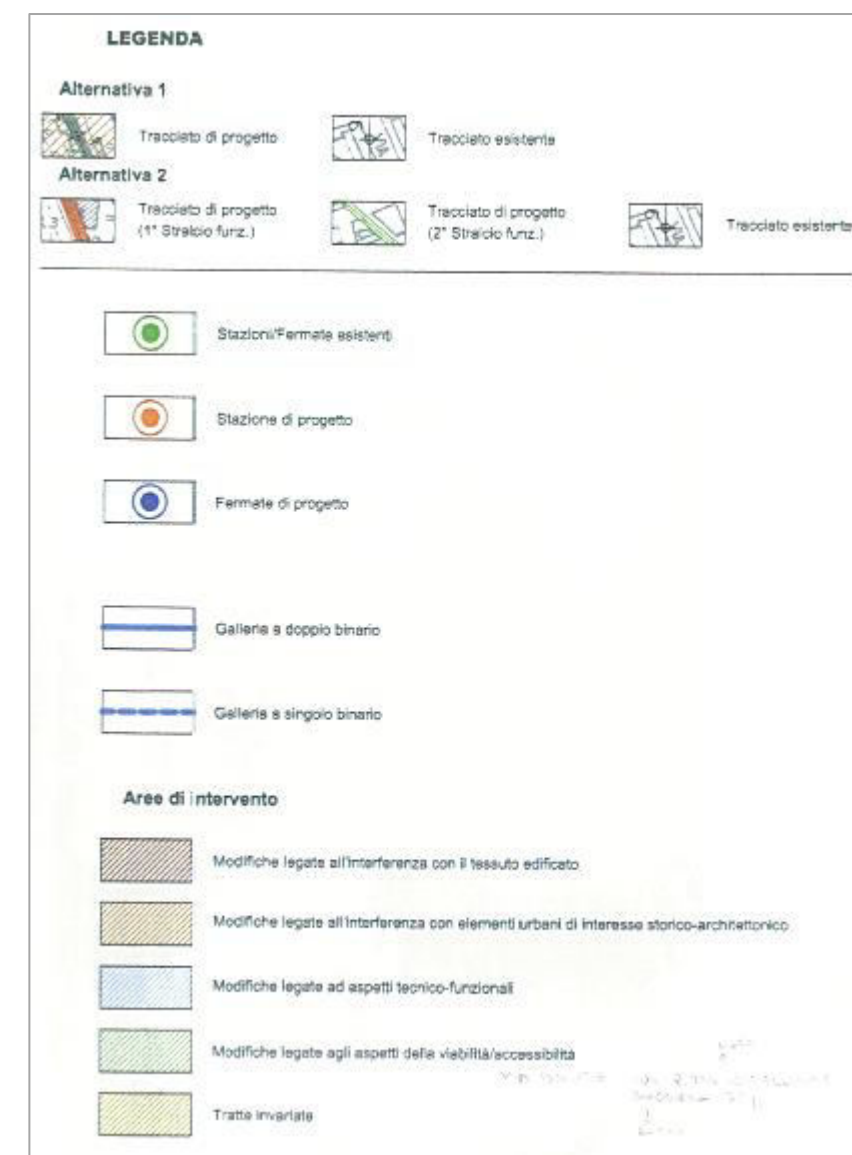 LEGENDA
Alternativa 1
Tracciato di progetto
Tracciato esistente
Alternativa 2
Tracciato di progetto
(1° Stralcio funz.)
Tracciato di progetto
(2° Stralcio funz.)
Tracciato esistente
Stazioni/Fermate esistenti
Stazione di progetto
Fermate di progetto
Galleria a doppio binario
Galleria a singolo binario
Aree di intervento
Modifiche legate all'interferenza con il tessuto edificato
Modifiche legate all'interferenza con elementi urbani di interesse storico-architettonico
Modifiche legate ad aspetti tecnico-funzionali
Modifiche legate agli aspetti della viabilità/accessibilità
Tratte invariate